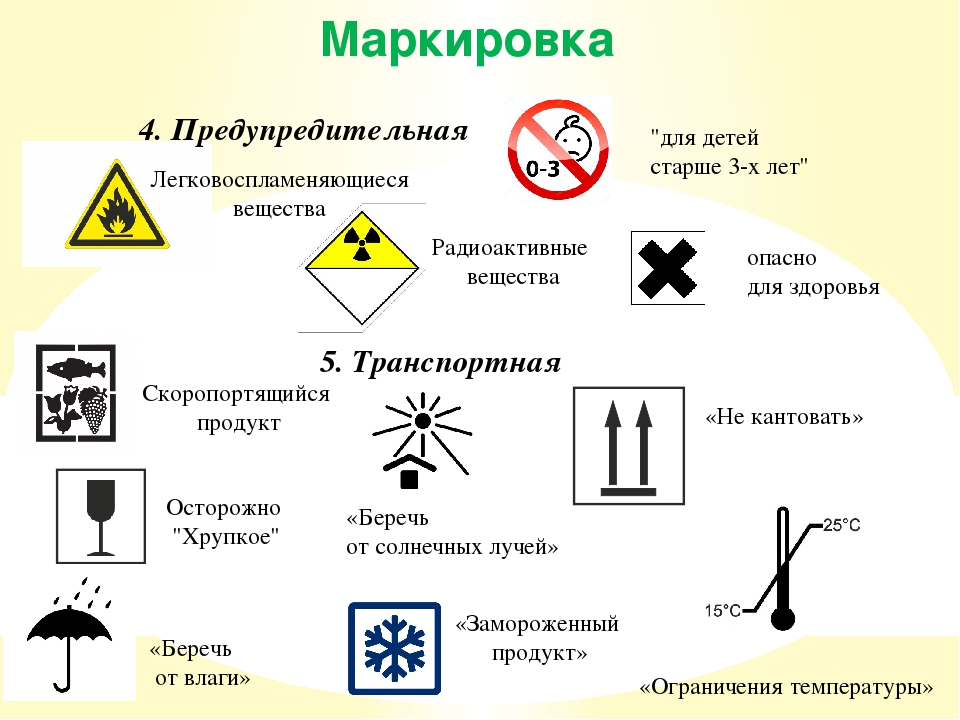 Маркировка
4. Предупредительная
0-3
"для детей
старше 3-х лет"
Легковоспламеняющиеся
вещества
Радиоактивные
вещества
опасно
для здоровья
5. Транспортная
Скоропортящийся
продукт
«Не кантовать»
Осторожно
"Хрупкое"
«Беречь
от солнечных лучей»
25°C
15°C
«Беречь
от влаги»
«Замороженный
продукт»
«Ограничения температуры»